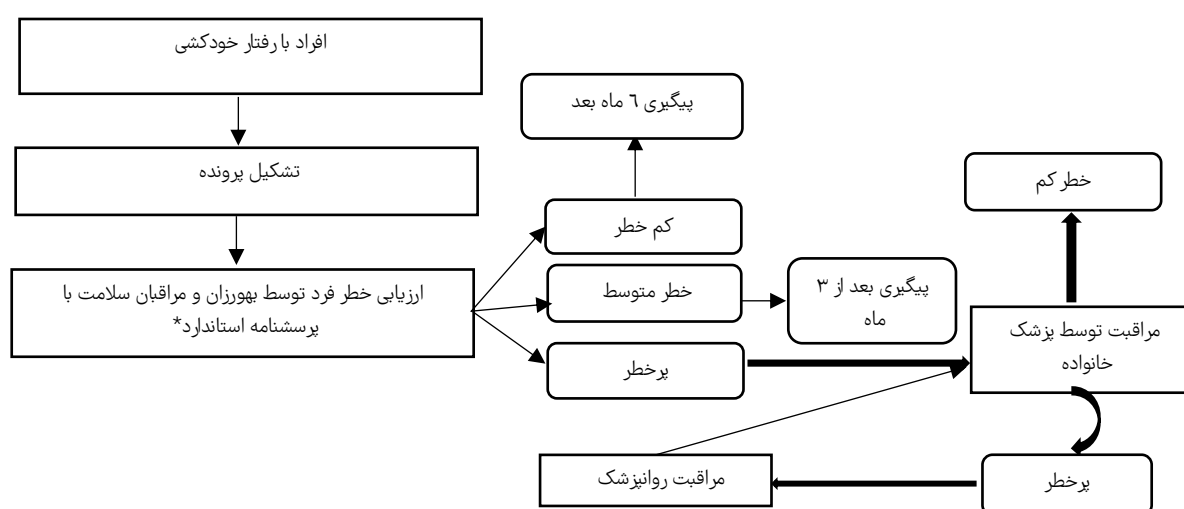 افراد با رفتار خودکشی
تشکیل پرونده
ارزیابی خطر فرد توسط بهورزان و مراقبان سلامت با
پرسشنامه استاندارد*
پیگیری ٦ ماه بعد
کم خطر
خطر متوسط
پیگیری بعد از ۳
ماه
پرخطر
خطر کم
مراقبت توسط پزشک
خانواده
پرخطر
مراقبت روانپزشک